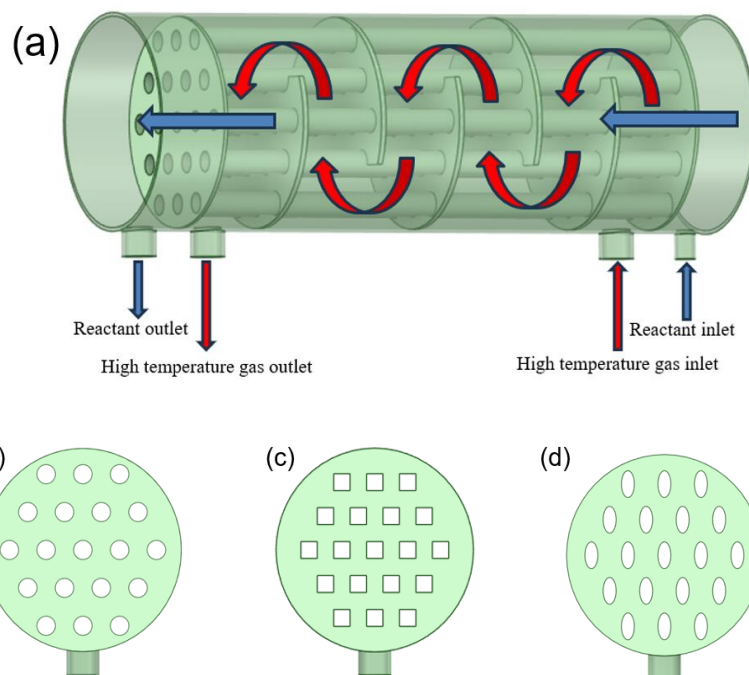 (a)
Reactant outlet
Reactant inlet
High temperature gas outlet
High temperature gas inlet
)
(c)
(d)